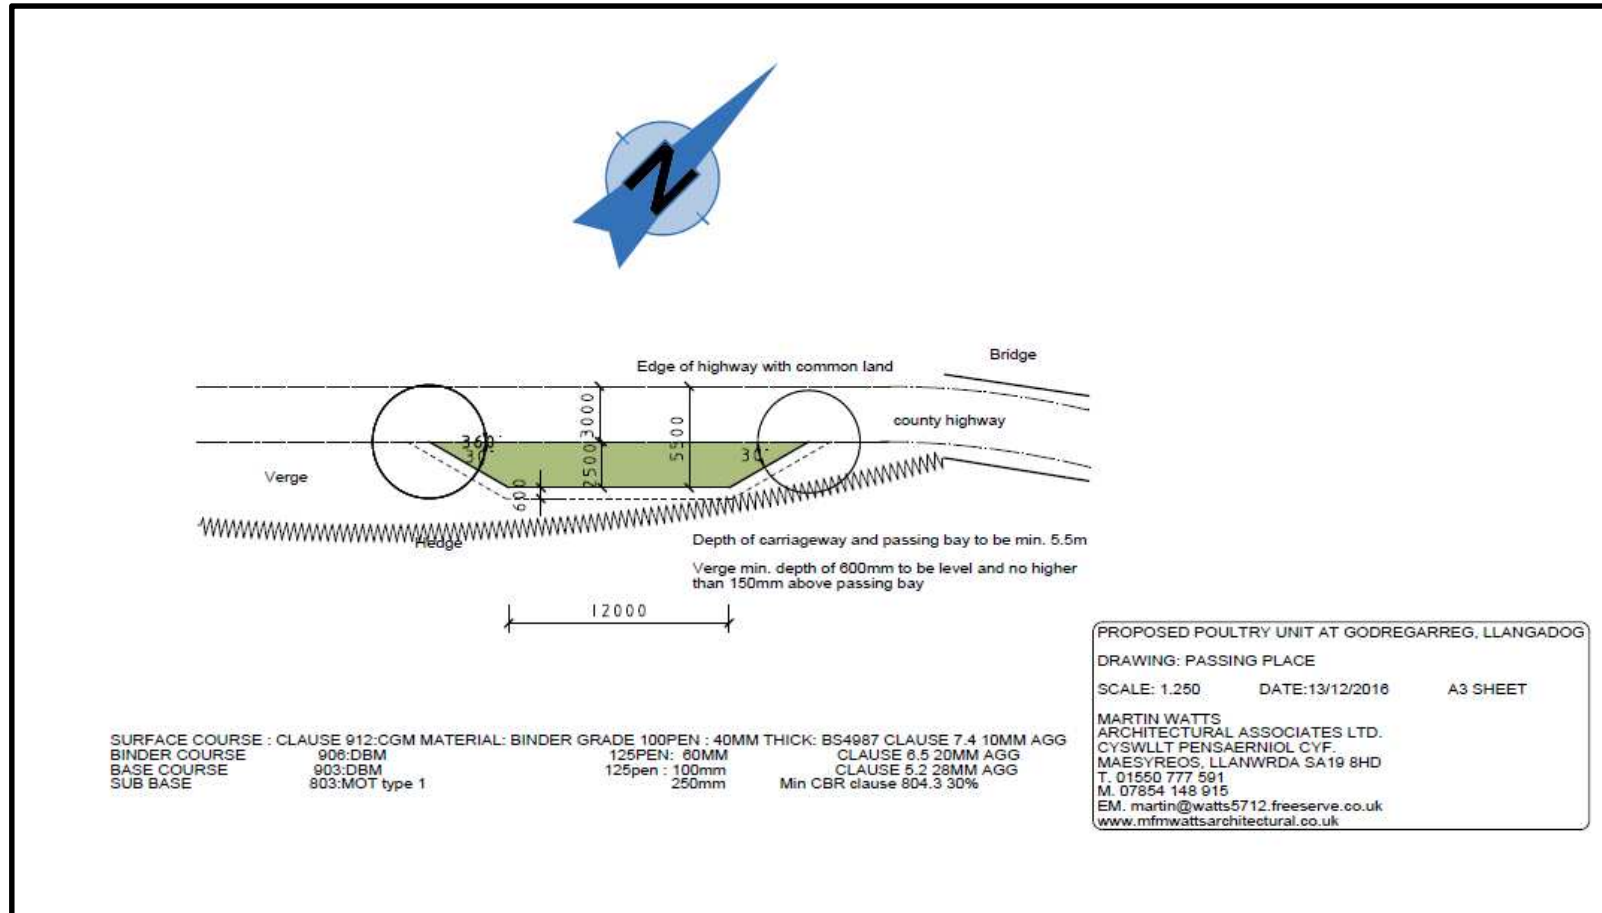 N
Bridge
Edge of highway with common land
county highway
3000
5500
360°
30°
2500
30°
Verge
600
Hedge
Depth of carriageway and passing bay to be min. 5.5m
Verge min. depth of 600mm to be level and no higher
than 150mm above passing bay
12000
PROPOSED POULTRY UNIT AT GODREGARREG, LLANGADOG
DRAWING: PASSING PLACE
SCALE: 1.250 DATE:13/12/2016 A3 SHEET
MARTIN WATTS
ARCHITECTURAL ASSOCIATES LTD.
CYSWLLT PENSAERNIOL CYF.
MAESYREOS, LLANWRDA SA19 8HD
T. 01550 777 591
M. 07854 148 915
EM. martin@watts5712.freeserve.co.uk
www.mfmwattsarchitectural.co.uk
SURFACE COURSE : CLAUSE 912:CGM MATERIAL: BINDER GRADE 100PEN : 40MM THICK: BS4987 CLAUSE 7.4 10MM AGG
BINDER COURSE 906:DBM 125PEN: 60MM CLAUSE 6.5 20MM AGG
BASE COURSE 903:DBM 125pen : 100mm CLAUSE 5.2 28MM AGG
SUB BASE 803:MOT type 1 250mm Min CBR clause 804.3 30%